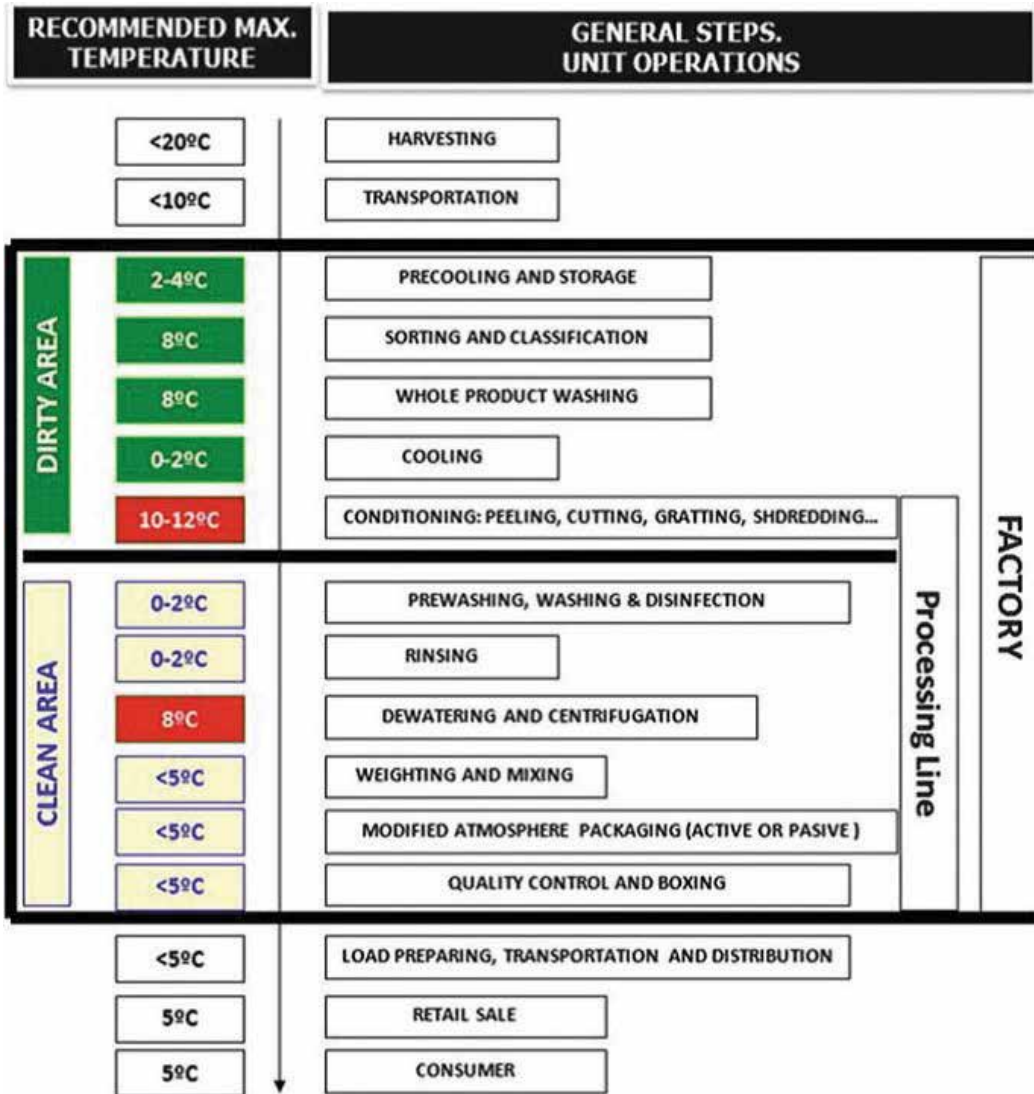 RECOMMENDED MAX.
TEMPERATURE
GENERAL STEPS.
UNIT OPERATIONS
<20ºC
HARVESTING
<10ºC
TRANSPORTATION
DIRTY AREA
2-4ºC
PRECOOLING AND STORAGE
8ºC
SORTING AND CLASSIFICATION
8ºC
WHOLE PRODUCT WASHING
0-2ºC
COOLING
10-12ºC
CONDITIONING: PEELING, CUTTING, GRATTING, SHDREDDING...
FACTORY
Processing Line
CLEAN AREA
0-2ºC
PREWASHING, WASHING & DISINFECTION
0-2ºC
RINSING
8ºC
DEWATERING AND CENTRIFUGATION
<5ºC
WEIGHTING AND MIXING
<5ºC
MODIFIED ATMOSPHERE PACKAGING (ACTIVE OR PASIVE )
<5ºC
QUALITY CONTROL AND BOXING
<5ºC
LOAD PREPARING, TRANSPORTATION AND DISTRIBUTION
5ºC
RETAIL SALE
5ºC
CONSUMER